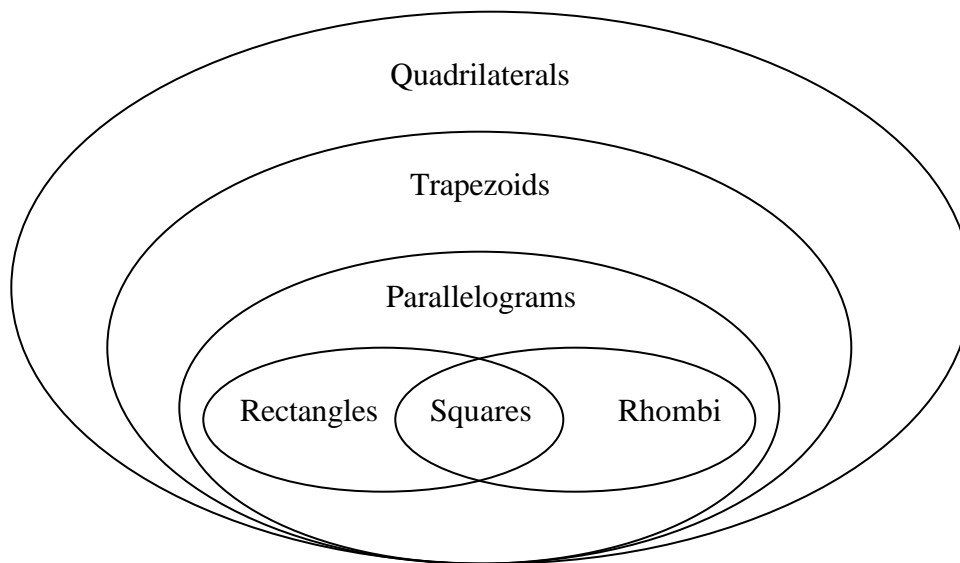 Quadrilaterals
Trapezoids
Parallelograms
Rectangles Squares Rhombi